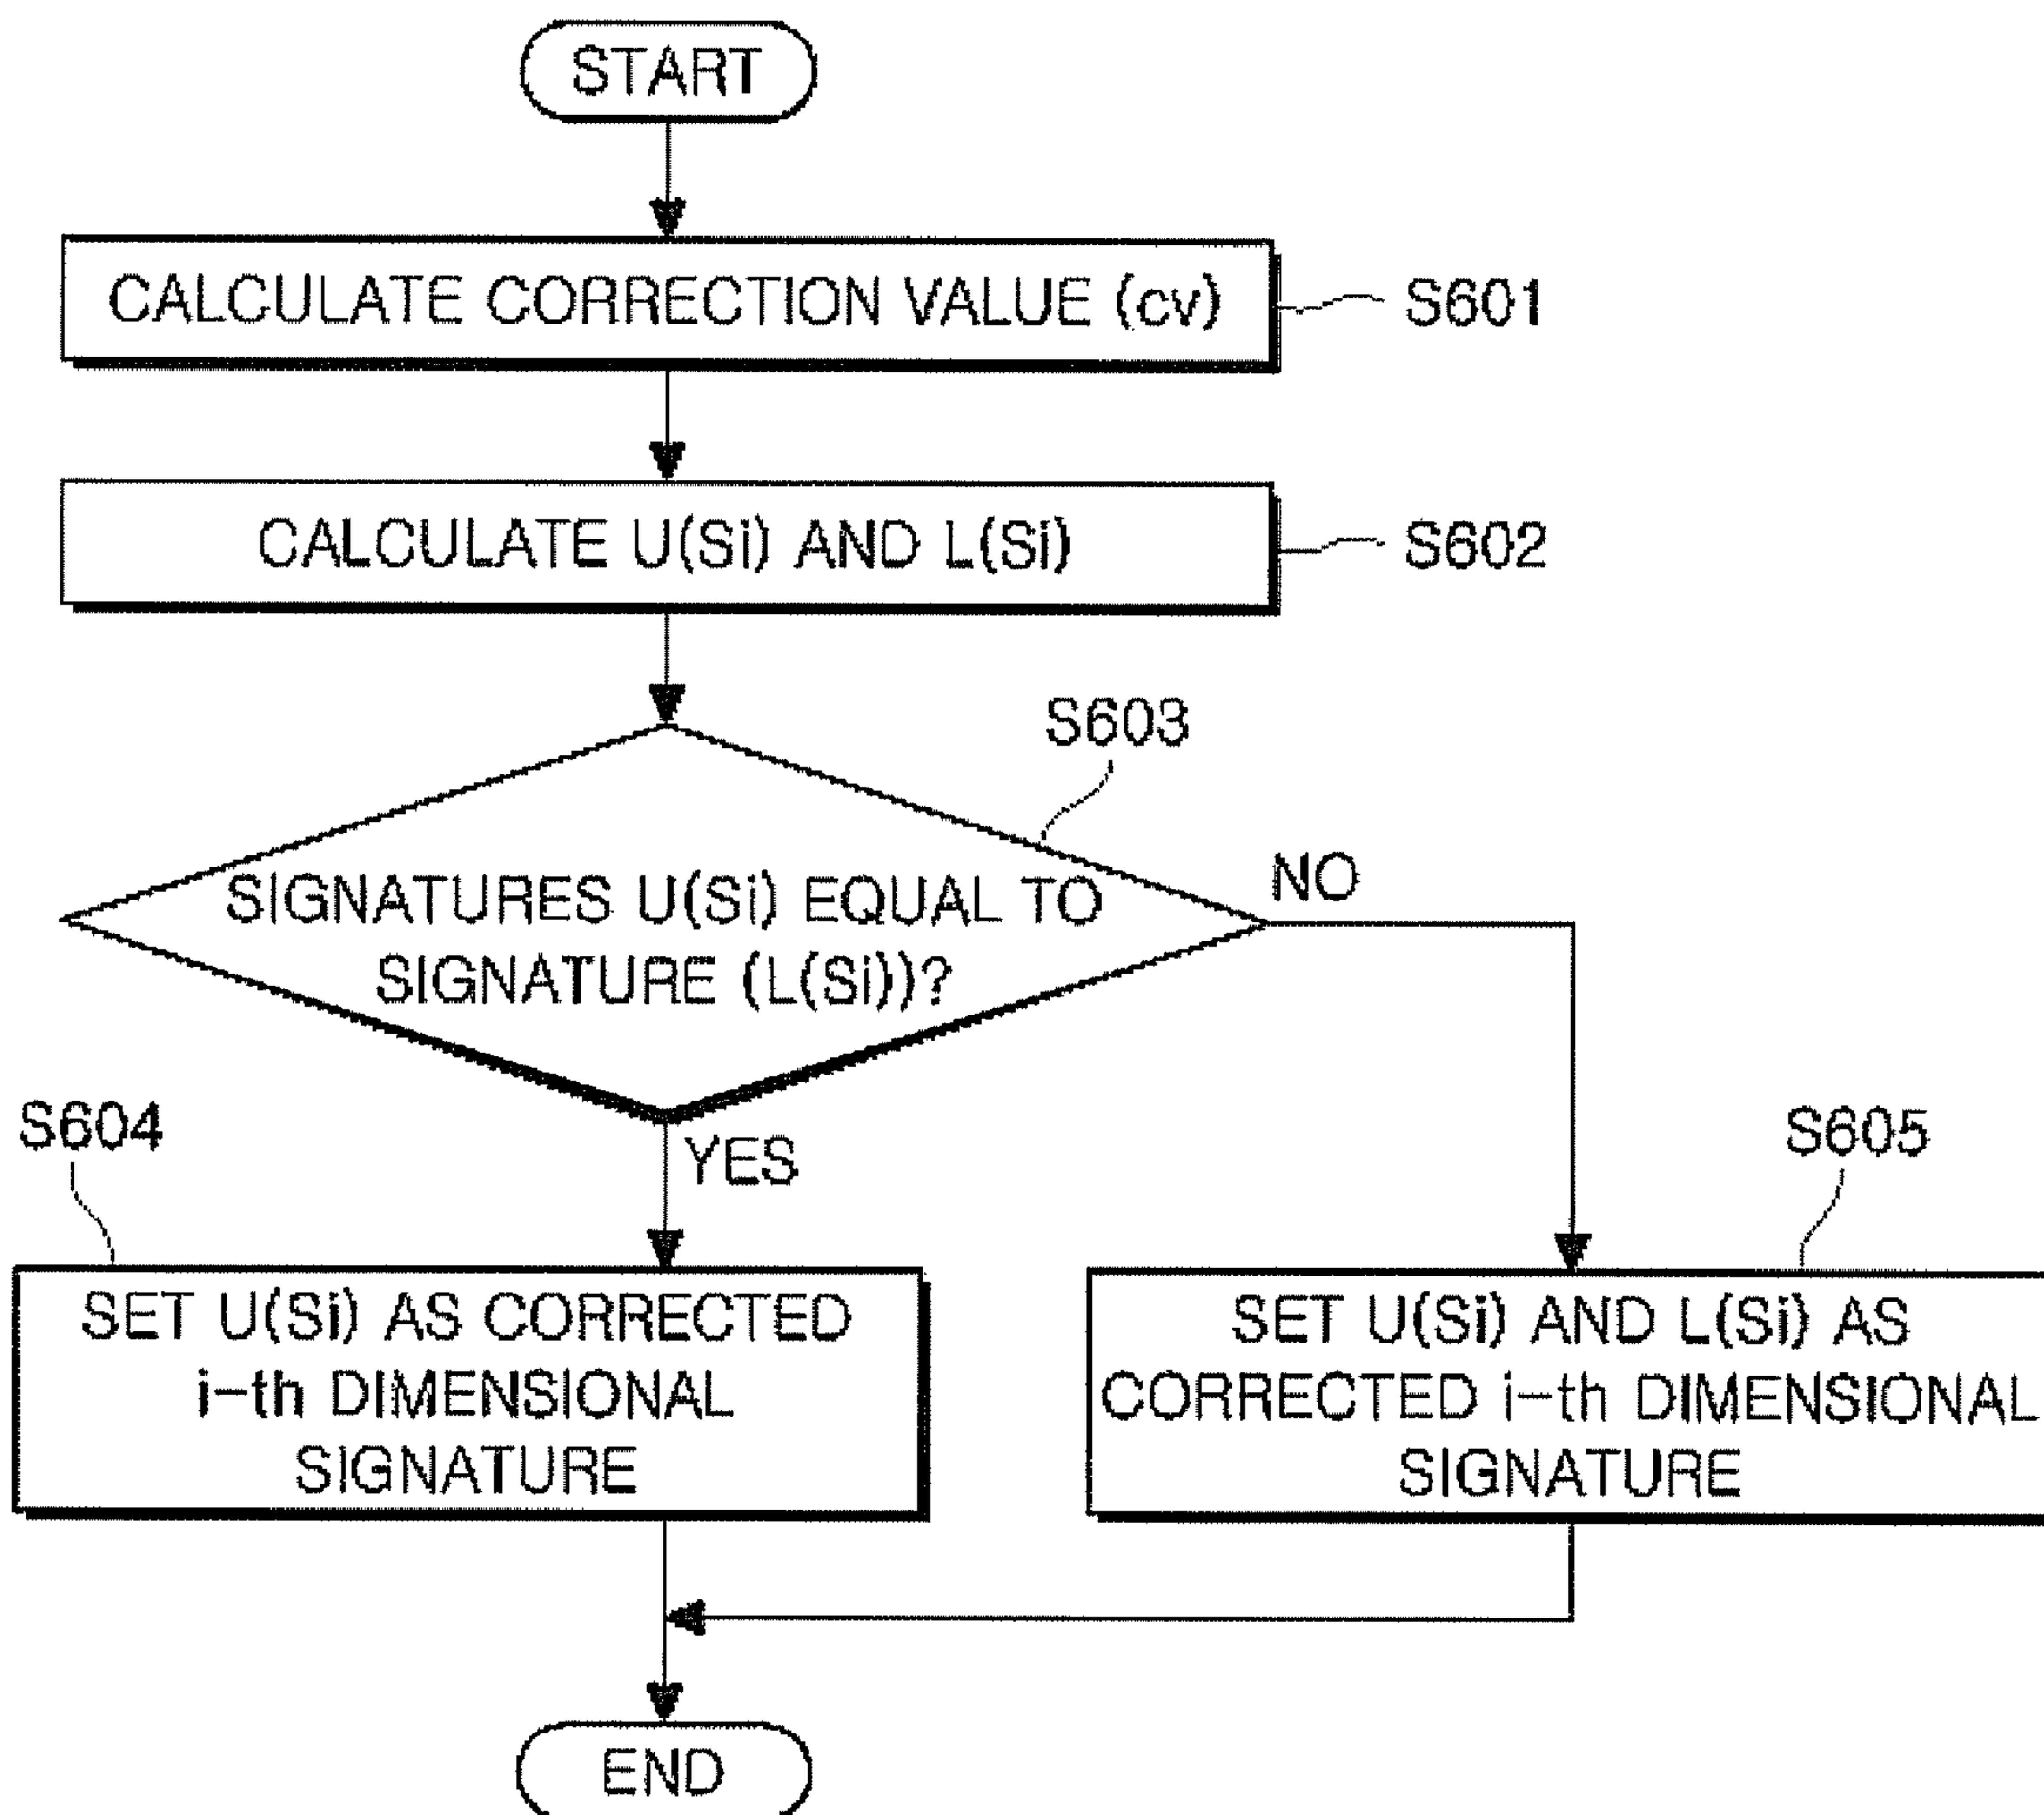 START
CALCULATE CORRECTION VALUE (cv)
S601
CALCULATE U(Si) AND L(Si)
S602
S603
SIGNATURES U(Si) EQUAL TO
SIGNATURE (L(Si))?
NO
YES
S604
SET U(Si) AS CORRECTED
i-th DIMENSIONAL
SIGNATURE
S605
SET U(Si) AND L(Si) AS
CORRECTED i-th DIMENSIONAL
SIGNATURE
END